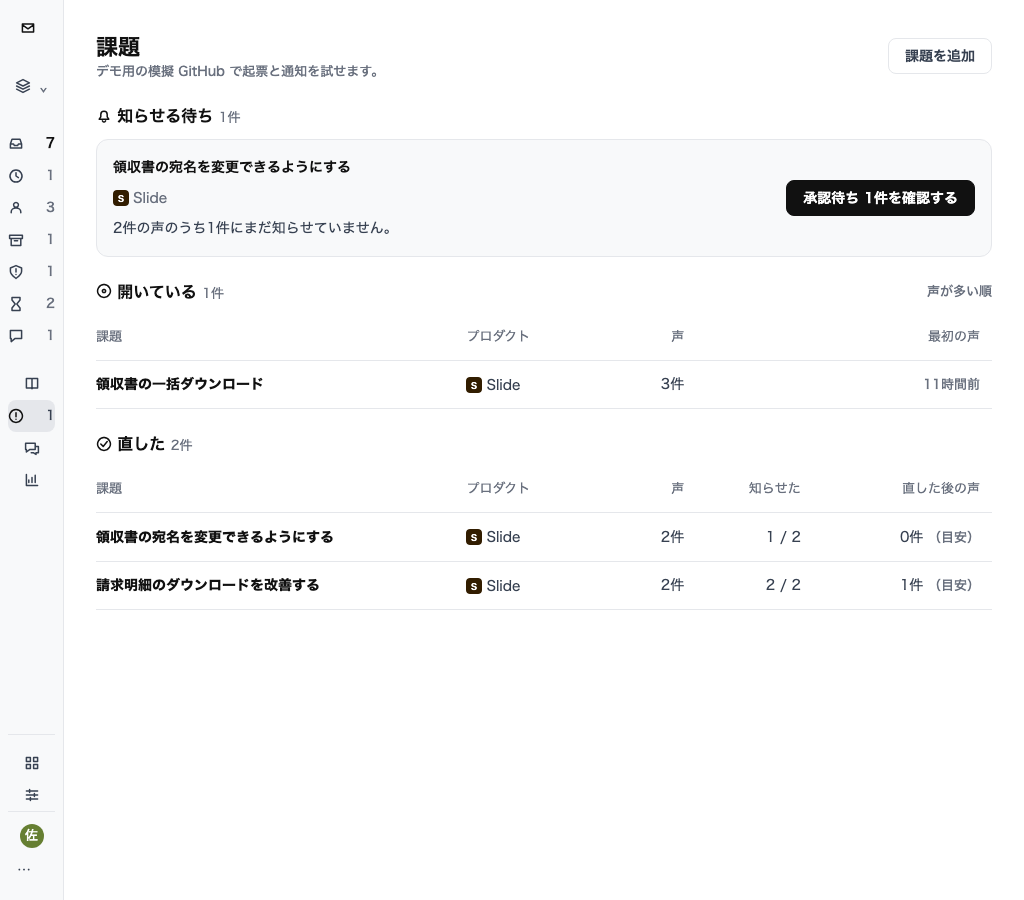 課題
デモ用の模擬 GitHub で起票と通知を試せます。
課題を追加
7
1
3
1
1
2
1
1
知らせる待ち 1件
領収書の宛名を変更できるようにする
S Slide
2件の声のうち1件にまだ知らせていません。
承認待ち 1件を確認する
開いている 1件
声が多い順
課題 プロダクト 声 最初の声
領収書の一括ダウンロード S Slide 3件 11時間前
直した 2件
課題 プロダクト 声 知らせた 直した後の声
領収書の宛名を変更できるようにする S Slide 2件 1 / 2 0件 （目安）
請求明細のダウンロードを改善する S Slide 2件 2 / 2 1件 （目安）
佐
…